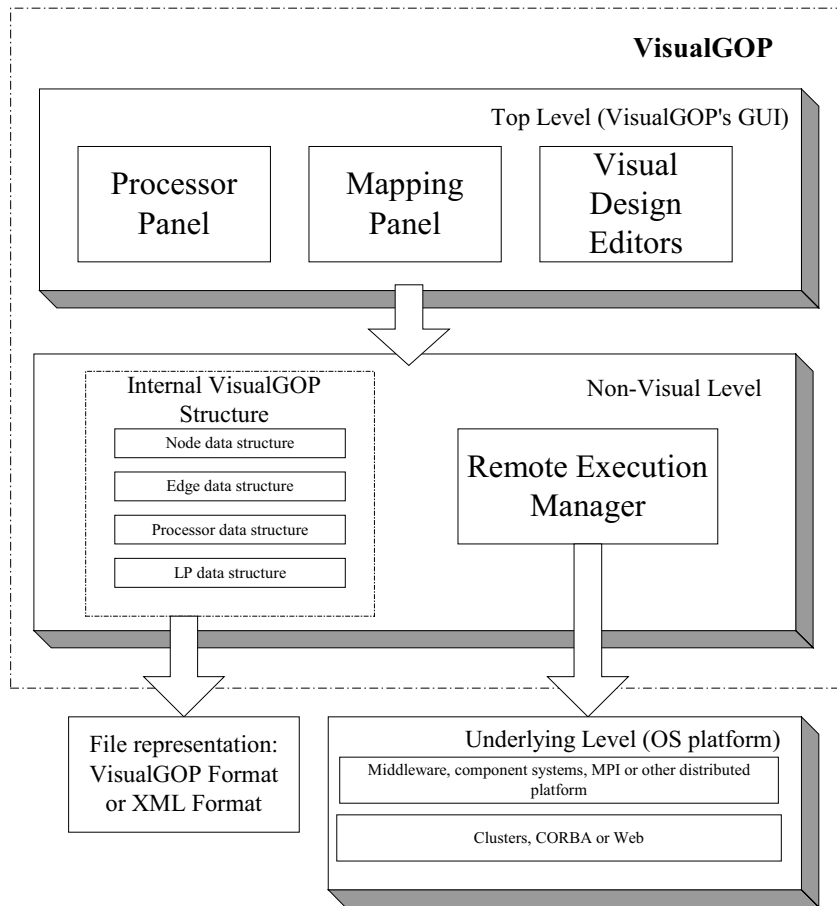 VisualGOP
Top Level (VisualGOP's GUI)
Processor
Panel
Mapping
Panel
Visual
Design
Editors
Internal VisualGOP
Structure
Node data structure
Edge data structure
Processor data structure
LP data structure
Non-Visual Level
Remote Execution
Manager
File representation:
VisualGOP Format
or XML Format
Underlying Level (OS platform)
Middleware, component systems, MPI or other distributed
platform
Clusters, CORBA or Web